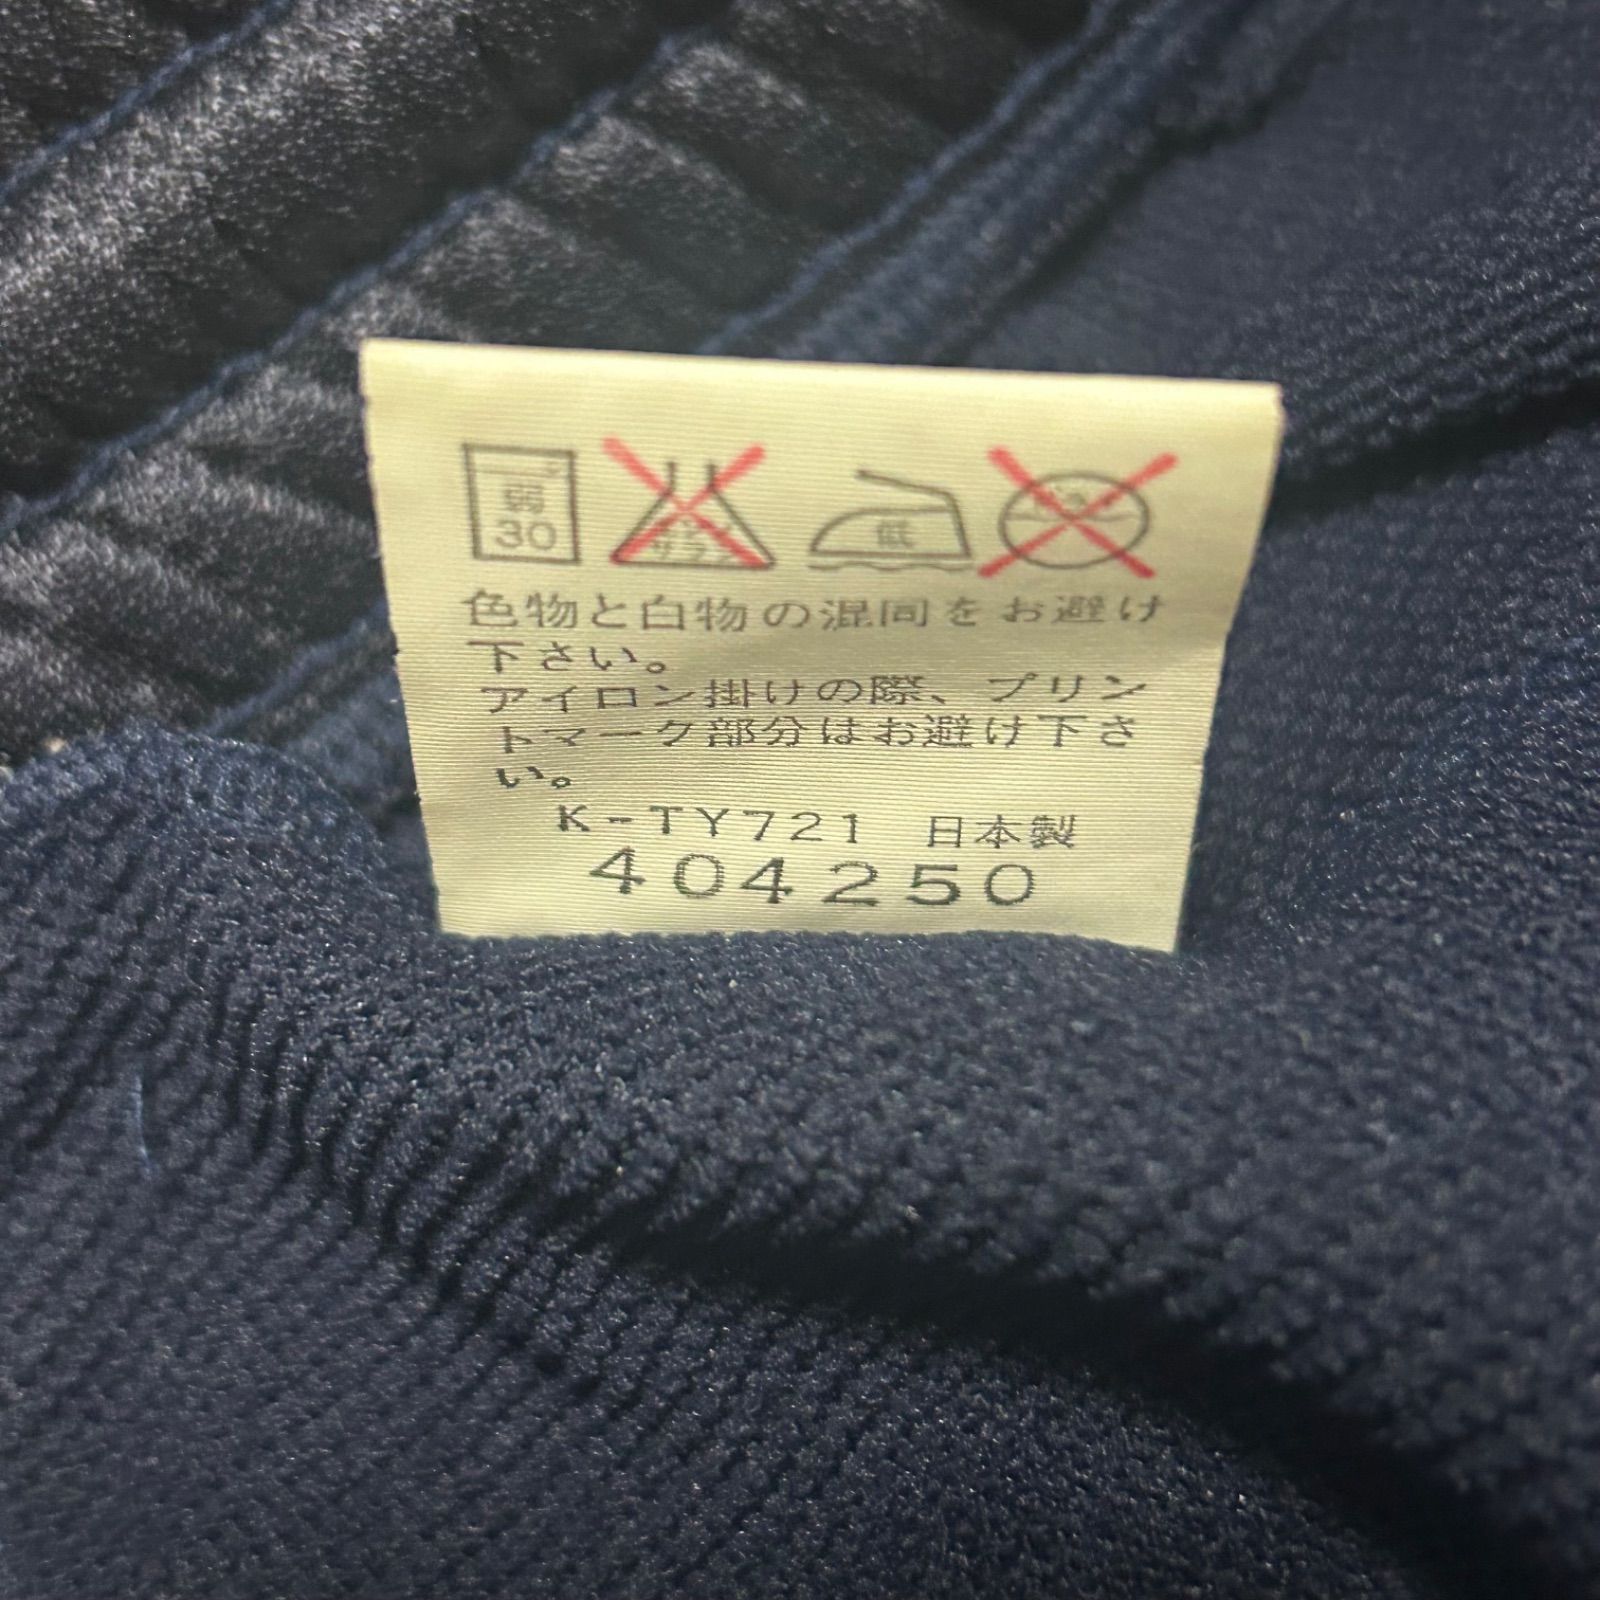 弱
30
低
色物と白物の混同をお避け
下さい。
アイロン掛けの際、プリン
トマーク部分はお避け下さ
い。
K-TY721 日本製
404250